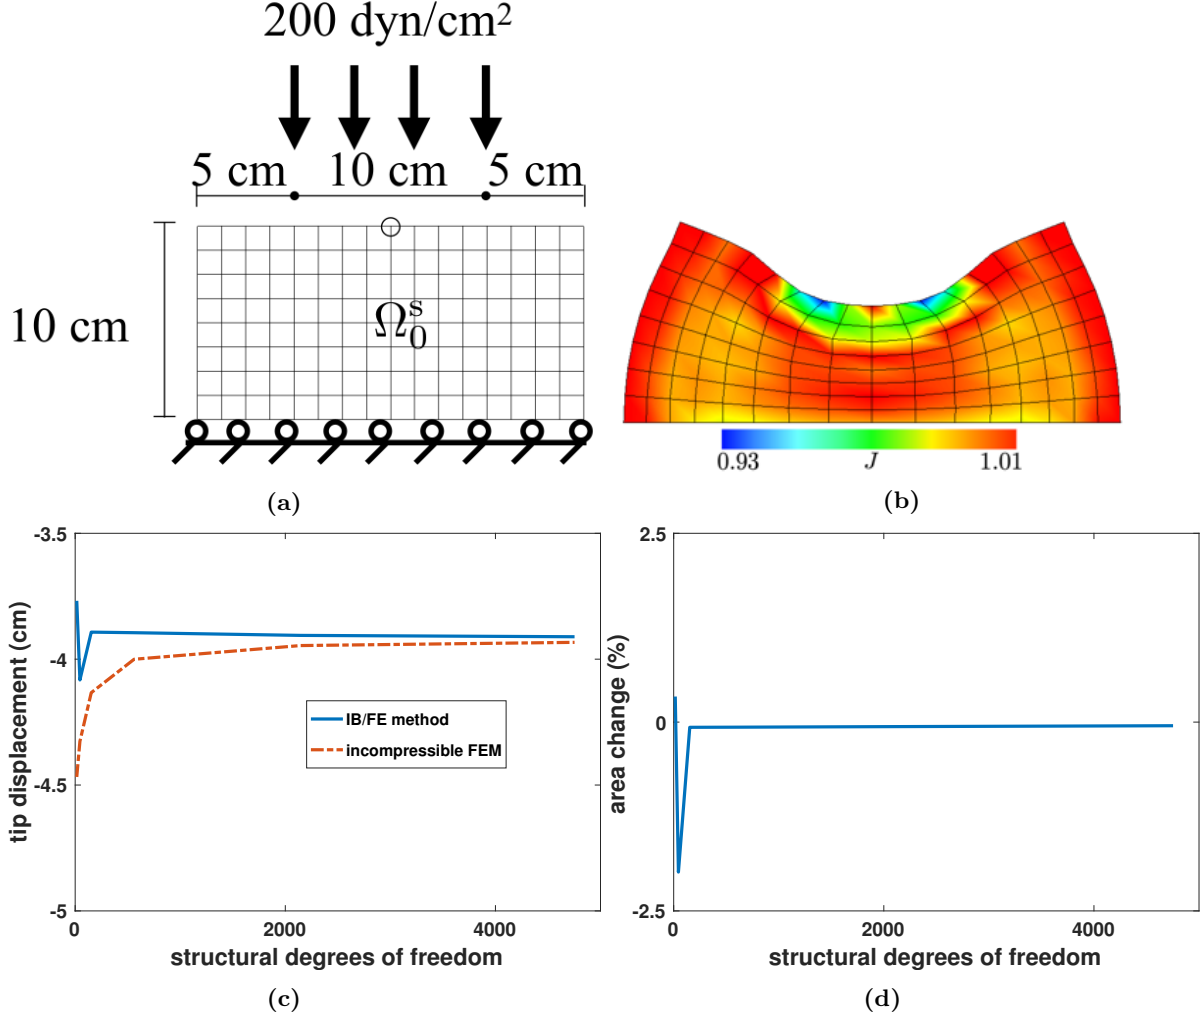 200 dyn/cm²
5 cm 10 cm 5 cm
10 cm
Ω₀ˢ
0.93 J 1.01
(a)
(b)
-3.5
-4
-4.5
-5
tip displacement (cm)
IB/FE method
incompressible FEM
0 2000 4000
structural degrees of freedom
(c)
2.5
0
-2.5
area change (%)
0 2000 4000
structural degrees of freedom
(d)